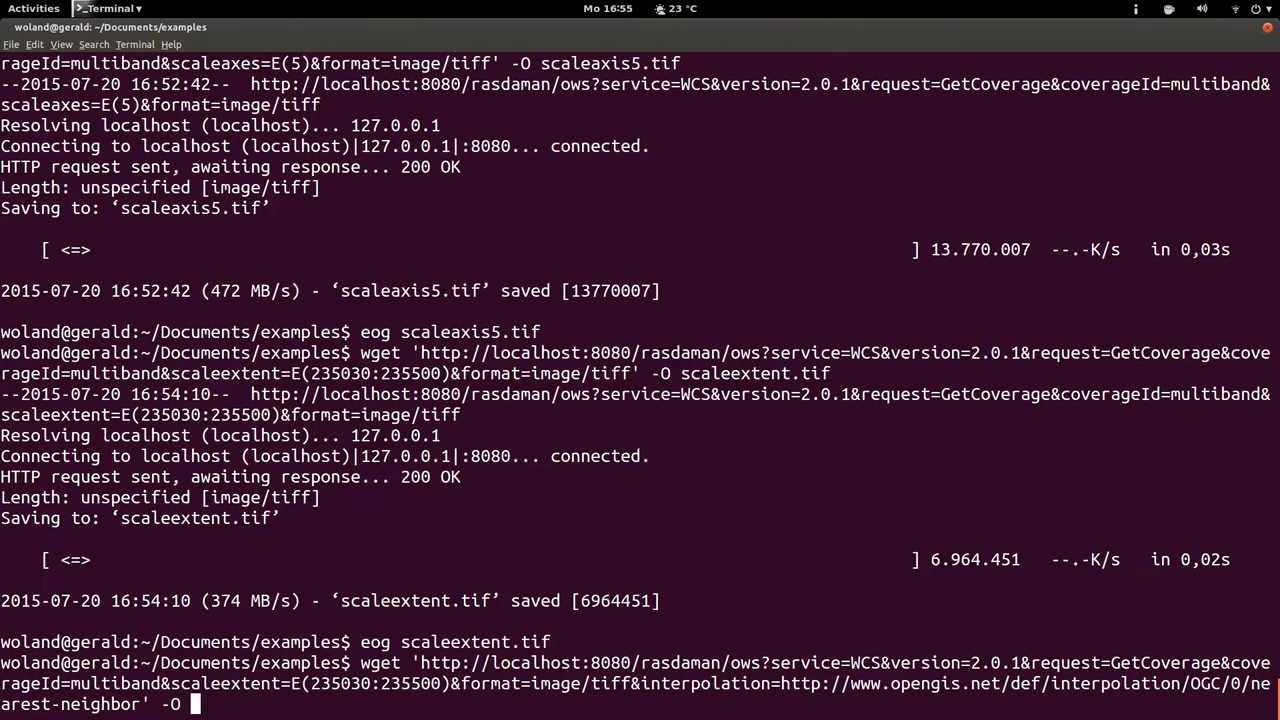 Activities
Terminal ▾
Mo 16:55
23 °C
woland@gerald: ~/Documents/examples
File Edit View Search Terminal Help
rageId=multiband&scaleaxes=E(5)&format=image/tiff' -O scaleaxis5.tif
--2015-07-20 16:52:42--  http://localhost:8080/rasdaman/ows?service=WCS&version=2.0.1&request=GetCoverage&coverageId=multiband&
scaleaxes=E(5)&format=image/tiff
Resolving localhost (localhost)... 127.0.0.1
Connecting to localhost (localhost)|127.0.0.1|:8080... connected.
HTTP request sent, awaiting response... 200 OK
Length: unspecified [image/tiff]
Saving to: ‘scaleaxis5.tif’
[ <=> ] 13.770.007  --.-K/s   in 0,03s
2015-07-20 16:52:42 (472 MB/s) - ‘scaleaxis5.tif’ saved [13770007]
woland@gerald:~/Documents/examples$ eog scaleaxis5.tif
woland@gerald:~/Documents/examples$ wget 'http://localhost:8080/rasdaman/ows?service=WCS&version=2.0.1&request=GetCoverage&cove
rageId=multiband&scaleextent=E(235030:235500)&format=image/tiff' -O scaleextent.tif
--2015-07-20 16:54:10--  http://localhost:8080/rasdaman/ows?service=WCS&version=2.0.1&request=GetCoverage&coverageId=multiband&
scaleextent=E(235030:235500)&format=image/tiff
Resolving localhost (localhost)... 127.0.0.1
Connecting to localhost (localhost)|127.0.0.1|:8080... connected.
HTTP request sent, awaiting response... 200 OK
Length: unspecified [image/tiff]
Saving to: ‘scaleextent.tif’
[ <=> ] 6.964.451   --.-K/s   in 0,02s
2015-07-20 16:54:10 (374 MB/s) - ‘scaleextent.tif’ saved [6964451]
woland@gerald:~/Documents/examples$ eog scaleextent.tif
woland@gerald:~/Documents/examples$ wget 'http://localhost:8080/rasdaman/ows?service=WCS&version=2.0.1&request=GetCoverage&cove
rageId=multiband&scaleextent=E(235030:235500)&format=image/tiff&interpolation=http://www.opengis.net/def/interpolation/OGC/0/ne
arest-neighbor' -O